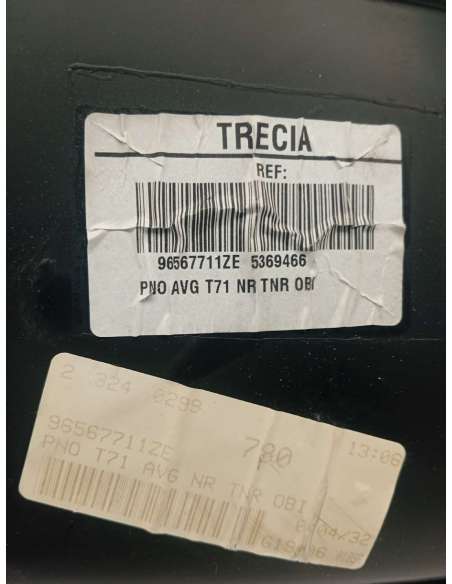 TRECIA
REF:
96567711ZE 5369466
PNO AVG T71 NR TNR OBI
2 324 0298
96567711ZE 780 13:06
PNO T71 AVG NR TNR OBI